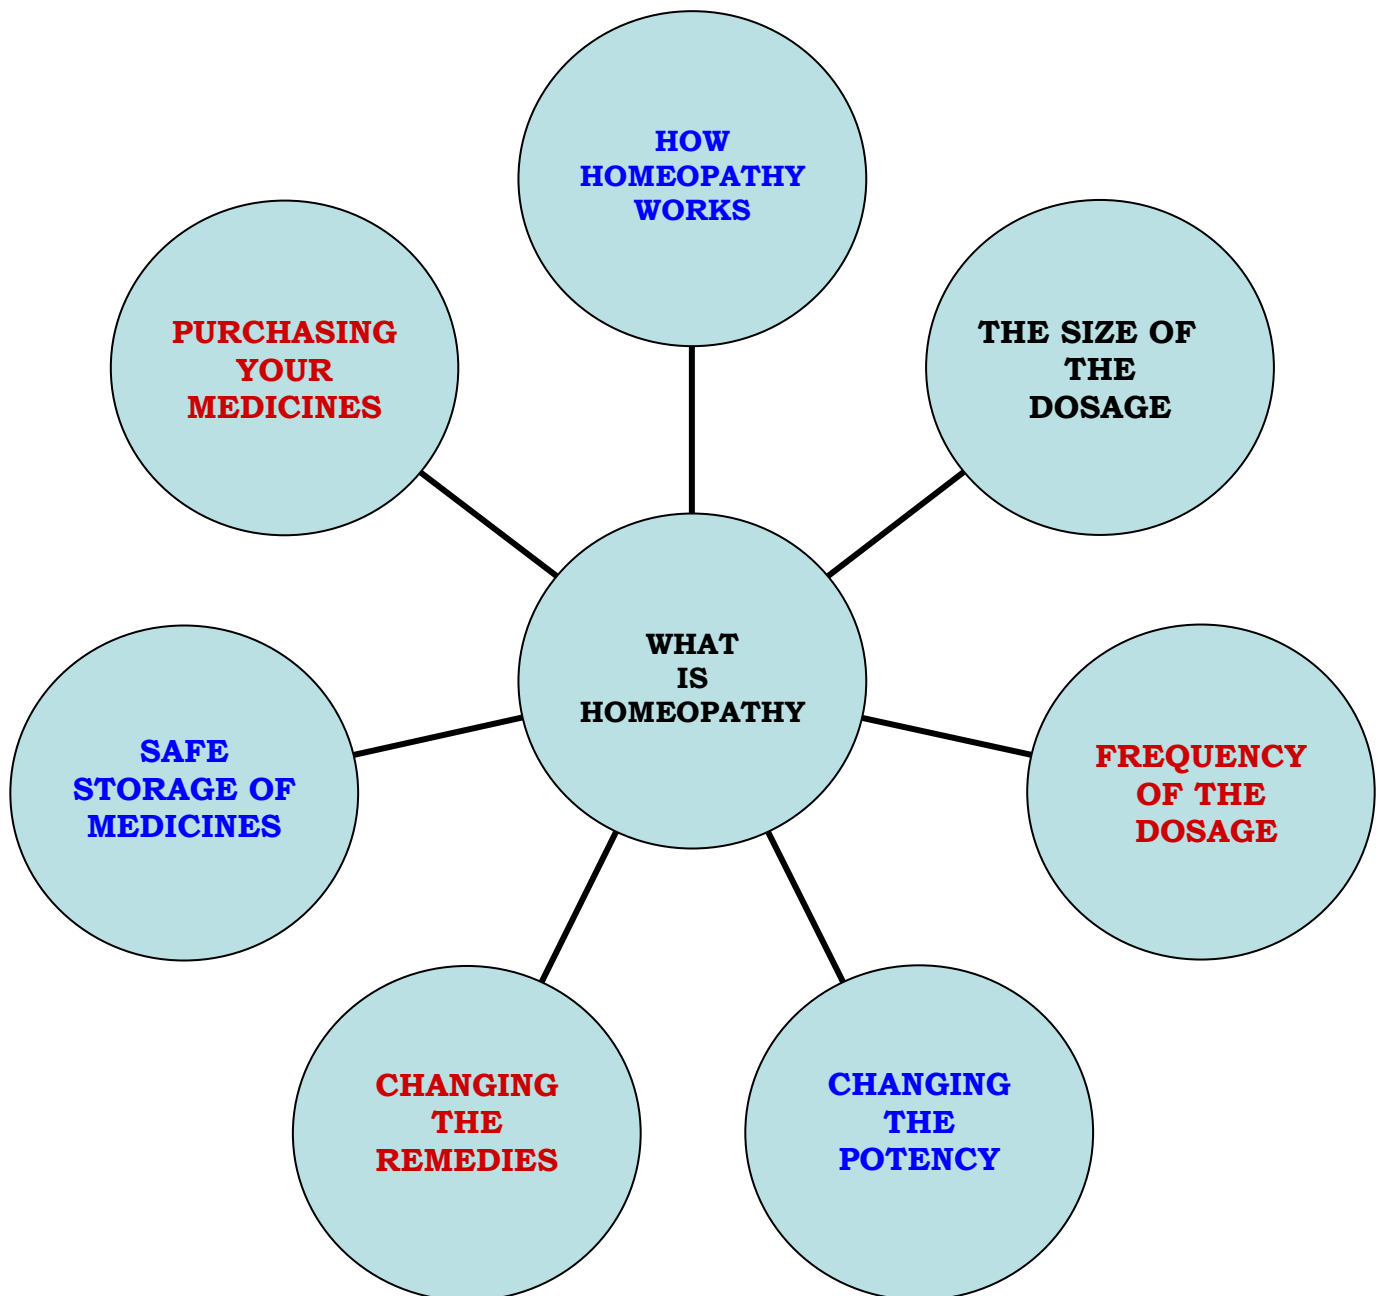 HOW
HOMEOPATHY
WORKS
THE SIZE OF
THE
DOSAGE
FREQUENCY
OF THE
DOSAGE
CHANGING
THE
POTENCY
CHANGING
THE
REMEDIES
SAFE
STORAGE OF
MEDICINES
PURCHASING
YOUR
MEDICINES
WHAT
IS
HOMEOPATHY